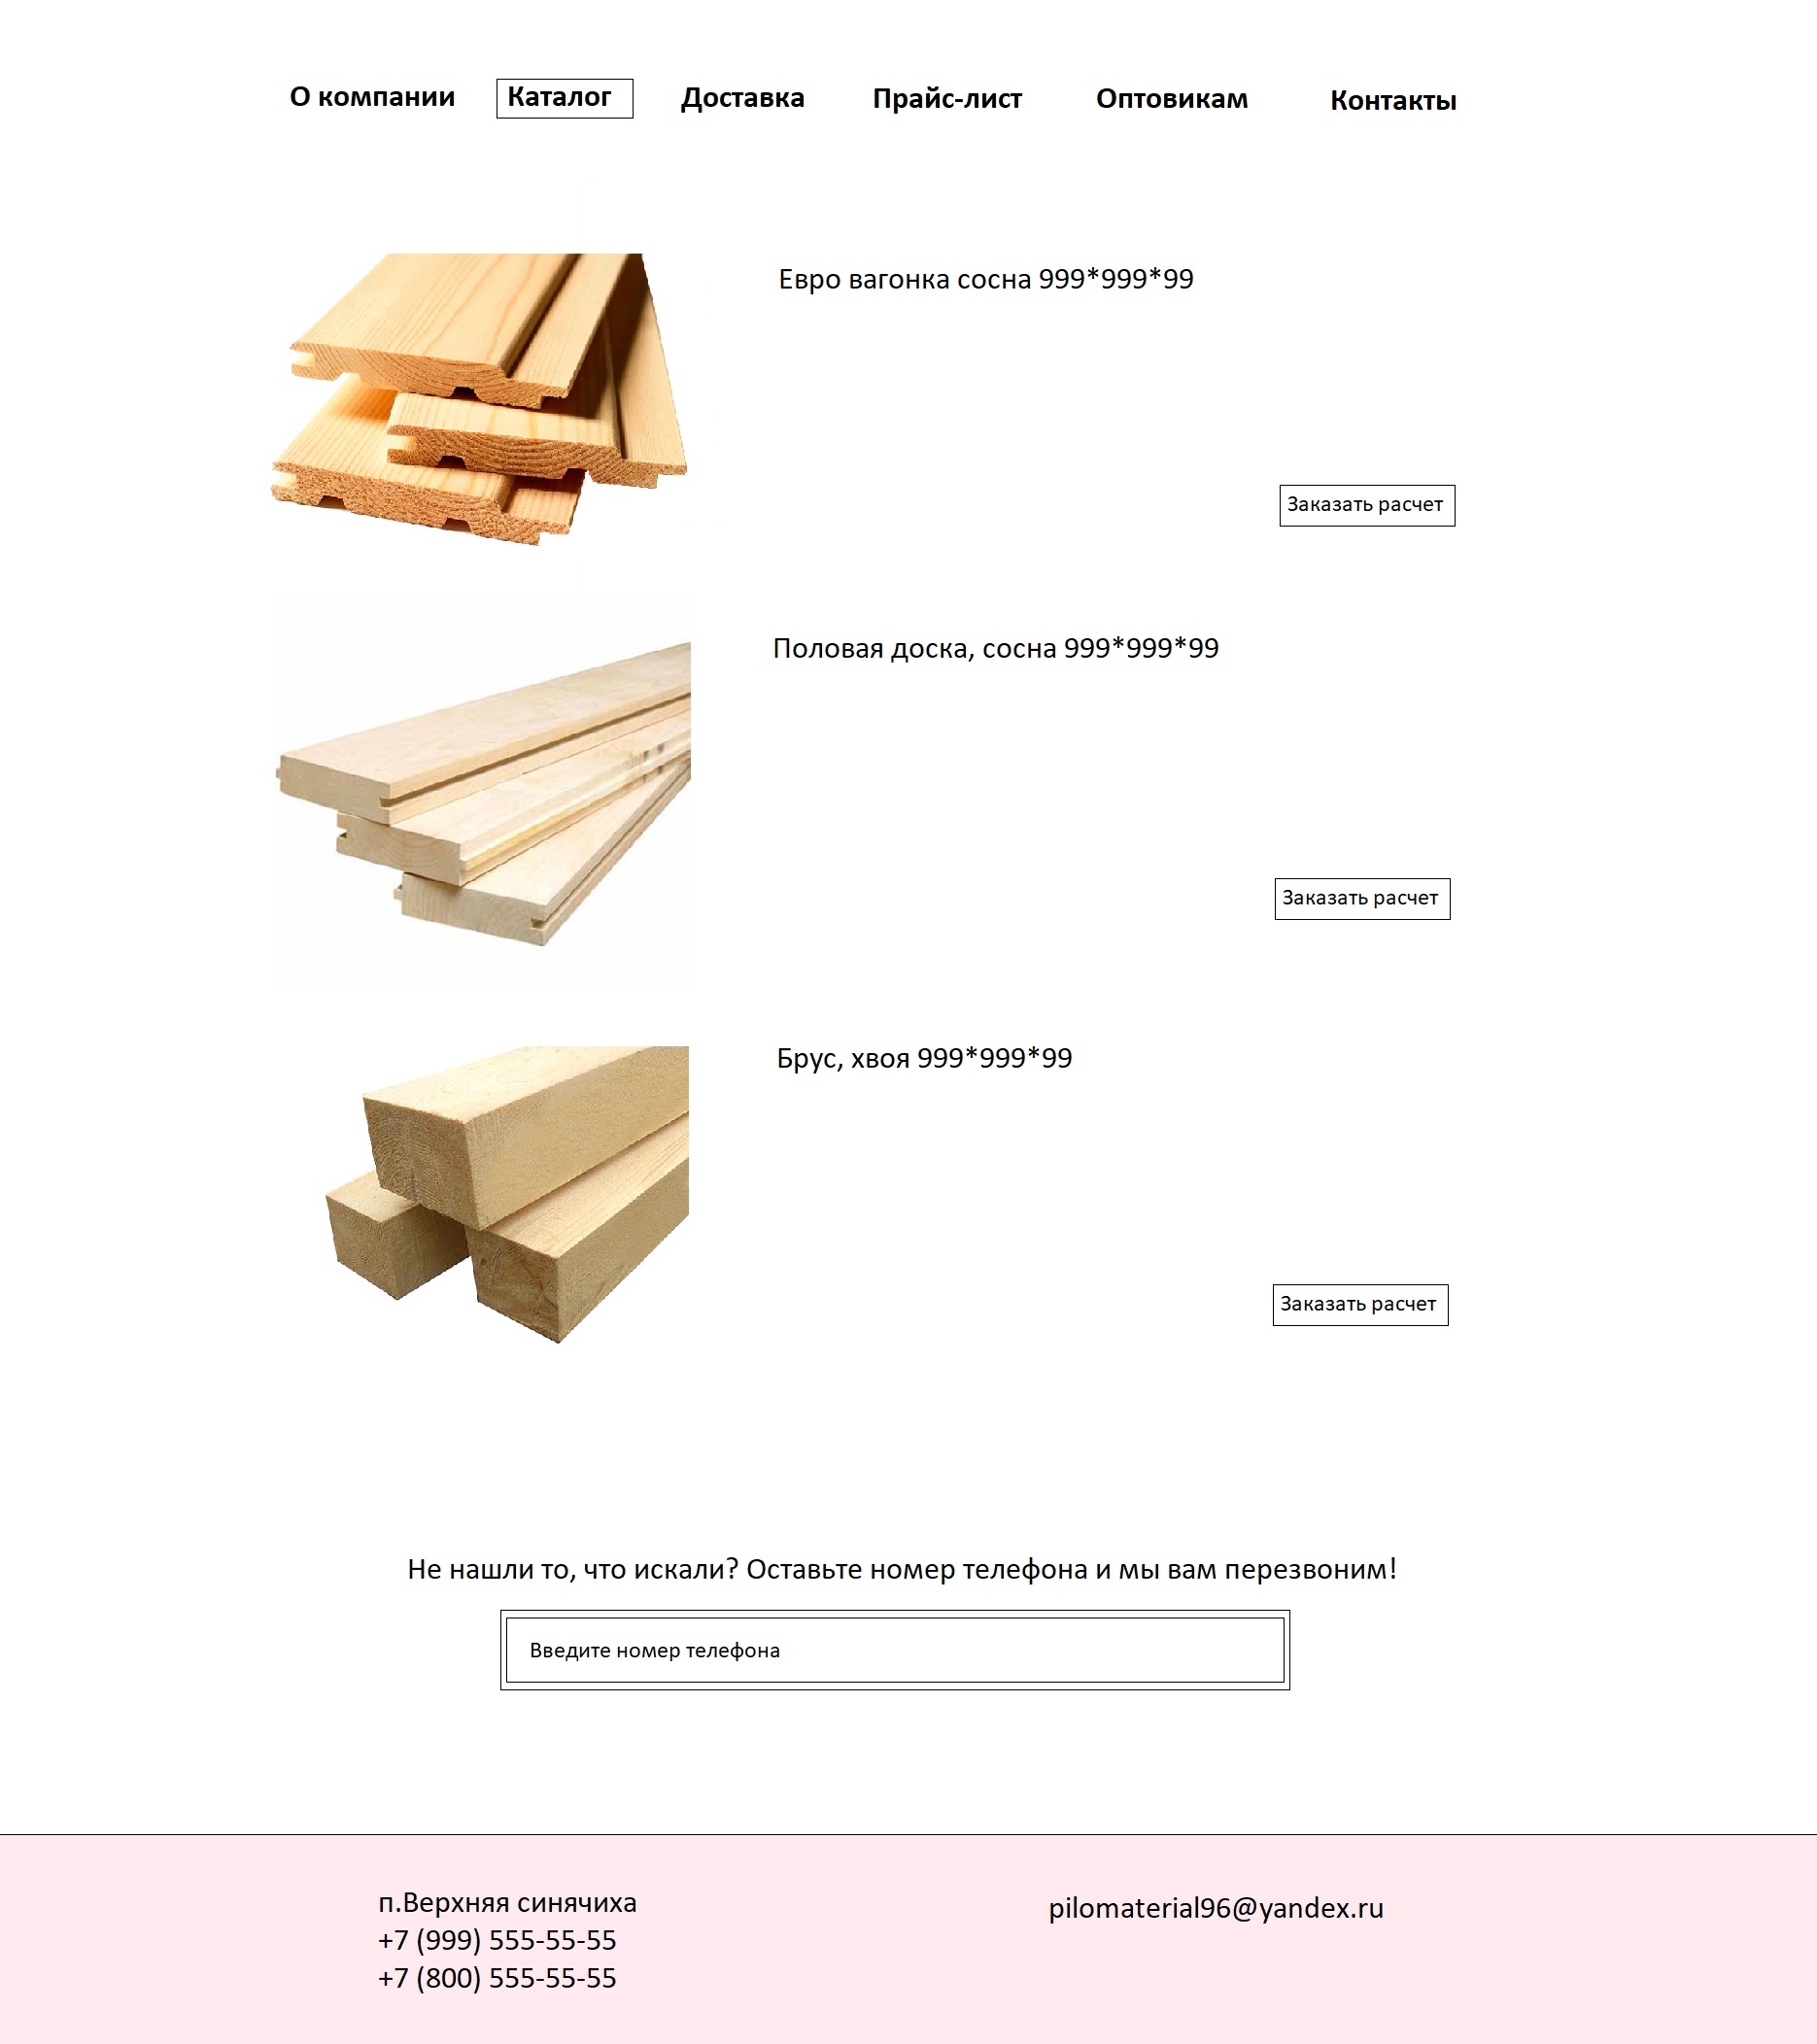 О компании Каталог Доставка Прайс-лист Оптовикам Контакты
Евро вагонка сосна 999*999*99
Заказать расчет
Половая доска, сосна 999*999*99
Заказать расчет
Брус, хвоя 999*999*99
Заказать расчет
Не нашли то, что искали? Оставьте номер телефона и мы вам перезвоним!
Введите номер телефона
п.Верхняя синячиха
+7 (999) 555-55-55
+7 (800) 555-55-55
pilomaterial96@yandex.ru